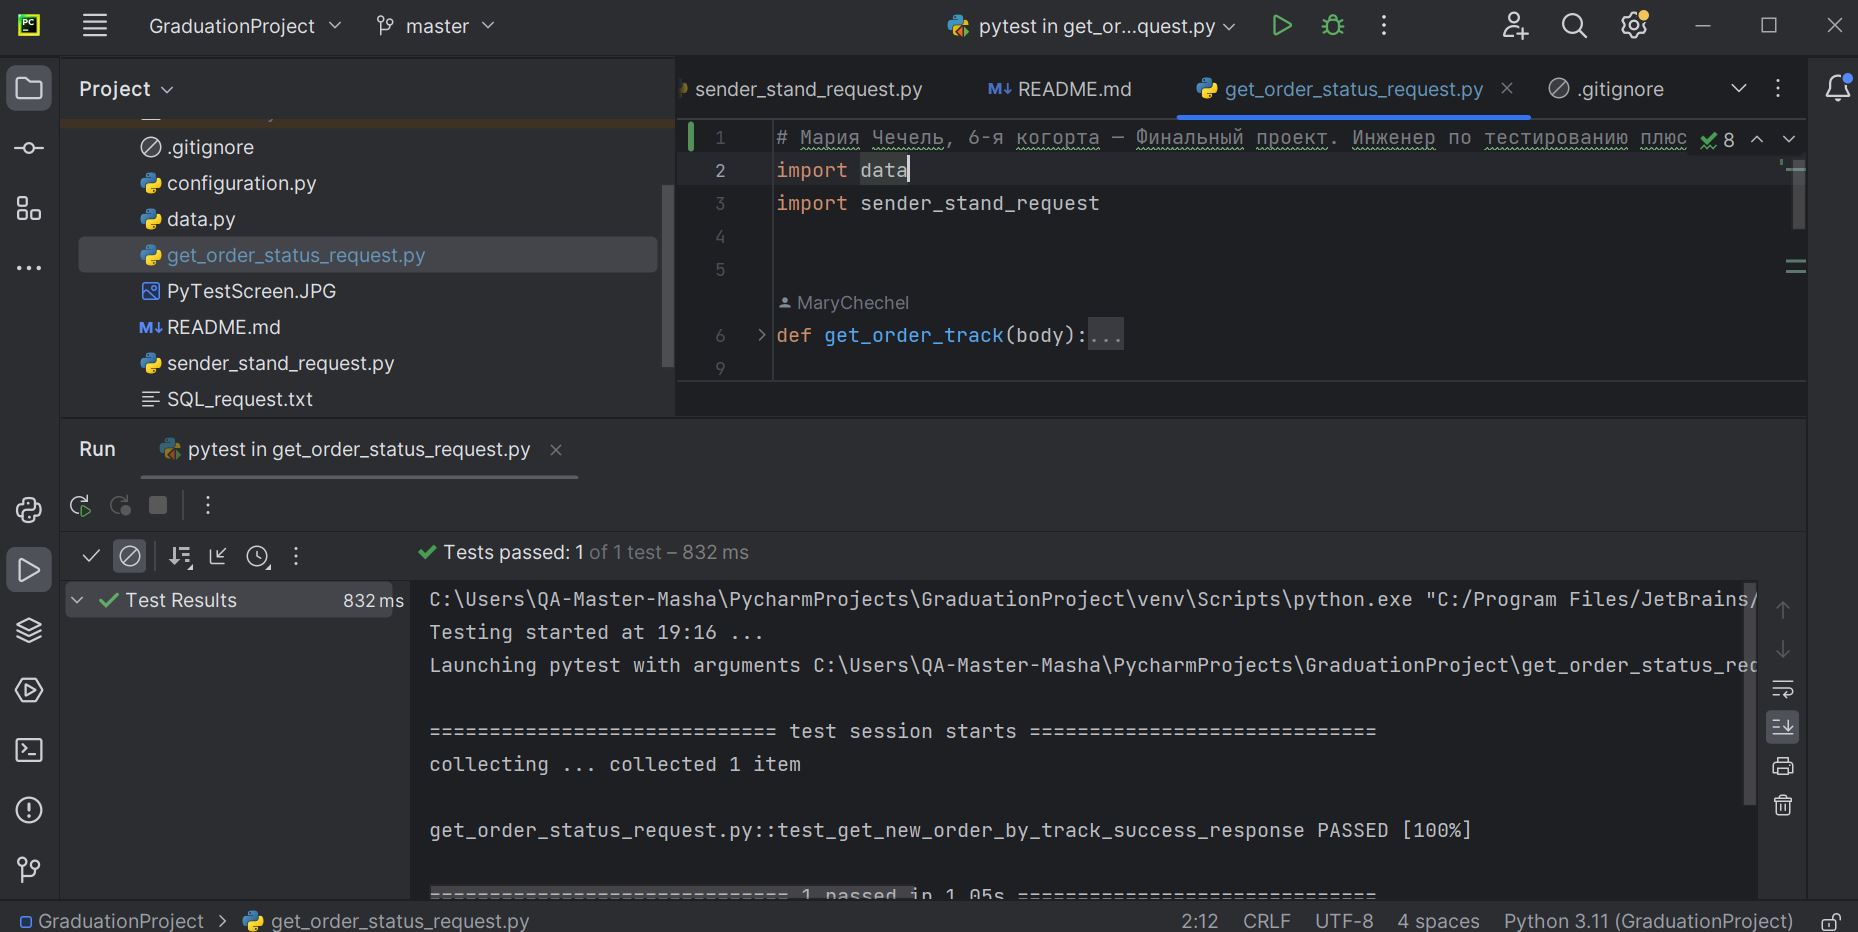 PC
GraduationProject
master
pytest in get_or...quest.py
Project
sender_stand_request.py
README.md
get_order_status_request.py
.gitignore
.gitignore
configuration.py
data.py
get_order_status_request.py
PyTestScreen.JPG
M↓ README.md
sender_stand_request.py
SQL_request.txt
1 # Мария Чечель, 6-я когорта — Финальный проект. Инженер по тестированию плюс
8
2 import data
3 import sender_stand_request
4
5
MaryChechel
6 def get_order_track(body):...
9
Run
pytest in get_order_status_request.py
Tests passed: 1 of 1 test – 832 ms
Test Results 832 ms
C:\Users\QA-Master-Masha\PycharmProjects\GraduationProject\venv\Scripts\python.exe "C:/Program Files/JetBrains/
Testing started at 19:16 ...
Launching pytest with arguments C:\Users\QA-Master-Masha\PycharmProjects\GraduationProject\get_order_status_req
============================= test session starts =============================
collecting ... collected 1 item
get_order_status_request.py::test_get_new_order_by_track_success_response PASSED [100%]
============================== 1 passed in 1.05s ==============================
GraduationProject > get_order_status_request.py
2:12 CRLF UTF-8 4 spaces Python 3.11 (GraduationProject)